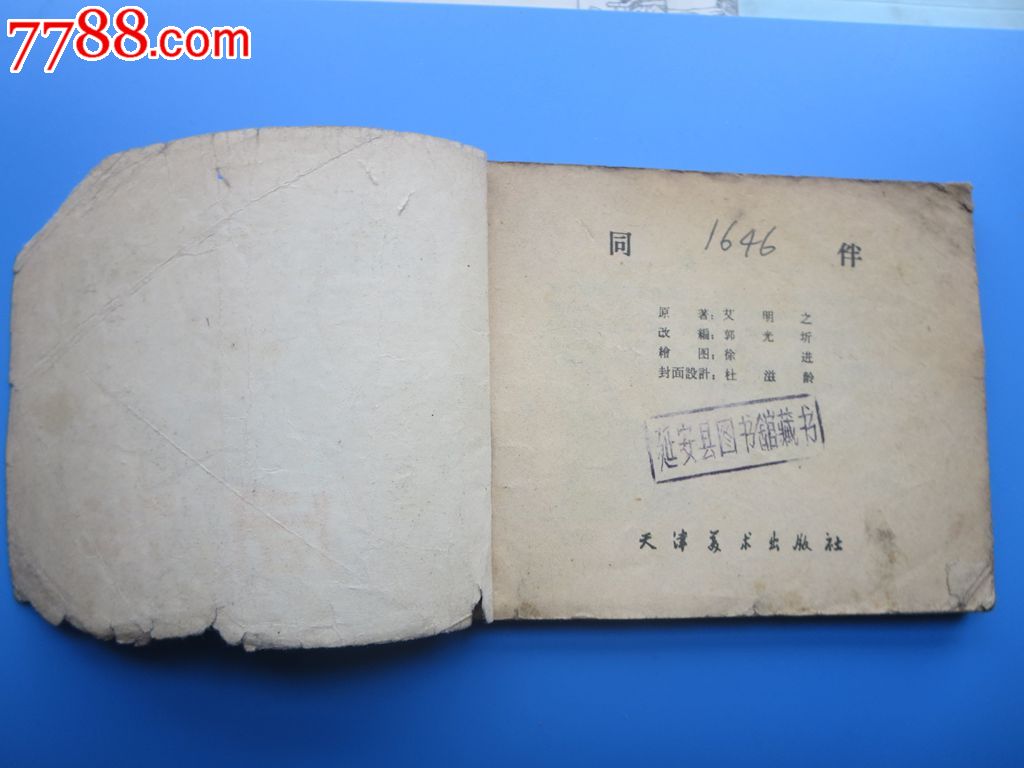 7788.com
同 1646 伴
原著：艾明之
改編：郭光圻
繪图：徐进
封面設計：杜滋齡
延安县图书舘藏书
天津美术出版社